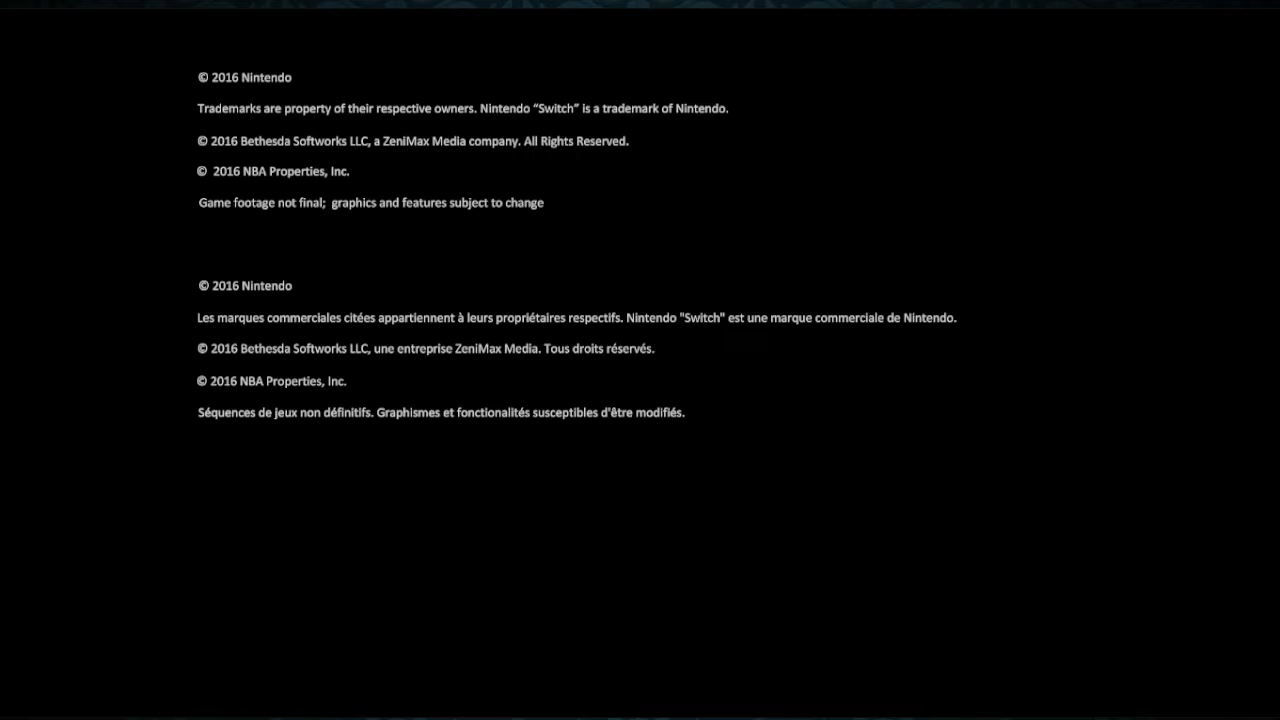 © 2016 Nintendo
Trademarks are property of their respective owners. Nintendo “Switch” is a trademark of Nintendo.
© 2016 Bethesda Softworks LLC, a ZeniMax Media company. All Rights Reserved.
© 2016 NBA Properties, Inc.
Game footage not final; graphics and features subject to change
© 2016 Nintendo
Les marques commerciales citées appartiennent à leurs propriétaires respectifs. Nintendo "Switch" est une marque commerciale de Nintendo.
© 2016 Bethesda Softworks LLC, une entreprise ZeniMax Media. Tous droits réservés.
© 2016 NBA Properties, Inc.
Séquences de jeux non définitifs. Graphismes et fonctionalités susceptibles d'être modifiés.